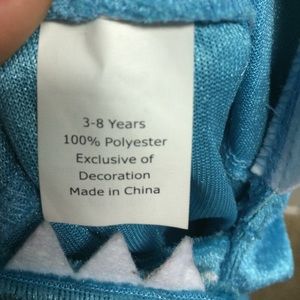 3-8 Years
100% Polyester
Exclusive of
Decoration
Made in China